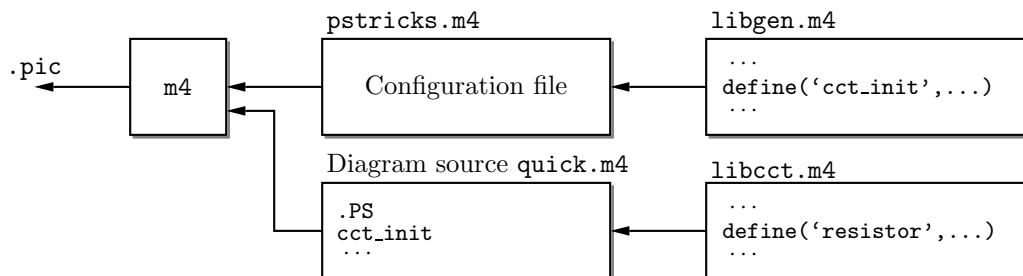 pstricks.m4
libgen.m4
.pic
m4
Configuration file
...
define(‘cct_init’,...)
...
Diagram source quick.m4
libcct.m4
.PS
cct_init
...
...
define(‘resistor’,...)
...